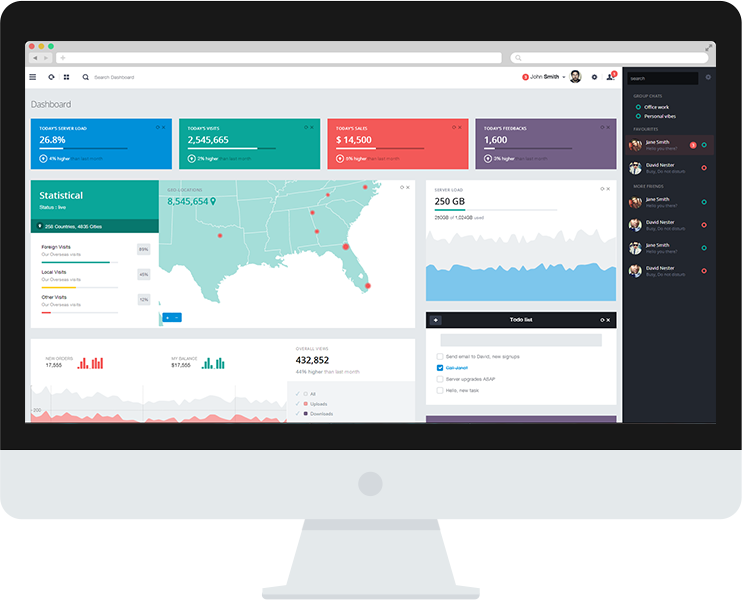 Search Dashboard
3
John Smith
Dashboard
TODAY'S SERVER LOAD
26.8%
4% higher than last month
TODAY'S VISITS
2,545,665
2% higher than last month
TODAY'S SALES
$ 14,500
6% higher than last month
TODAY'S FEEDBACKS
1,600
3% higher than last month
Statistical
Status : live
258 Countries, 4835 Cities
Foreign Visits
Our Overseas visits
Local Visits
Our Overseas visits
45%
Other Visits
Our Overseas visits
12%
GEO-LOCATIONS
8,545,654
+ −
SERVER LOAD
250 GB
250GB of 1,024GB used
Todo list
Send email to David, new signups
Call Jane!!
Server upgrades ASAP
Hello, new task
NEW ORDERS
17,555
MY BALANCE
$17,555
OVERALL VIEWS
432,852
44% higher than last month
All
Uploads
Downloads
500
search
GROUP CHATS
Office work
Personal vibes
FAVOURITES
Jane Smith
Hello you there?
David Nester
Busy, Do not disturb
MORE FRIENDS
Jane Smith
Hello you there?
David Nester
Busy, Do not disturb
Jane Smith
Hello you there?
David Nester
Busy, Do not disturb